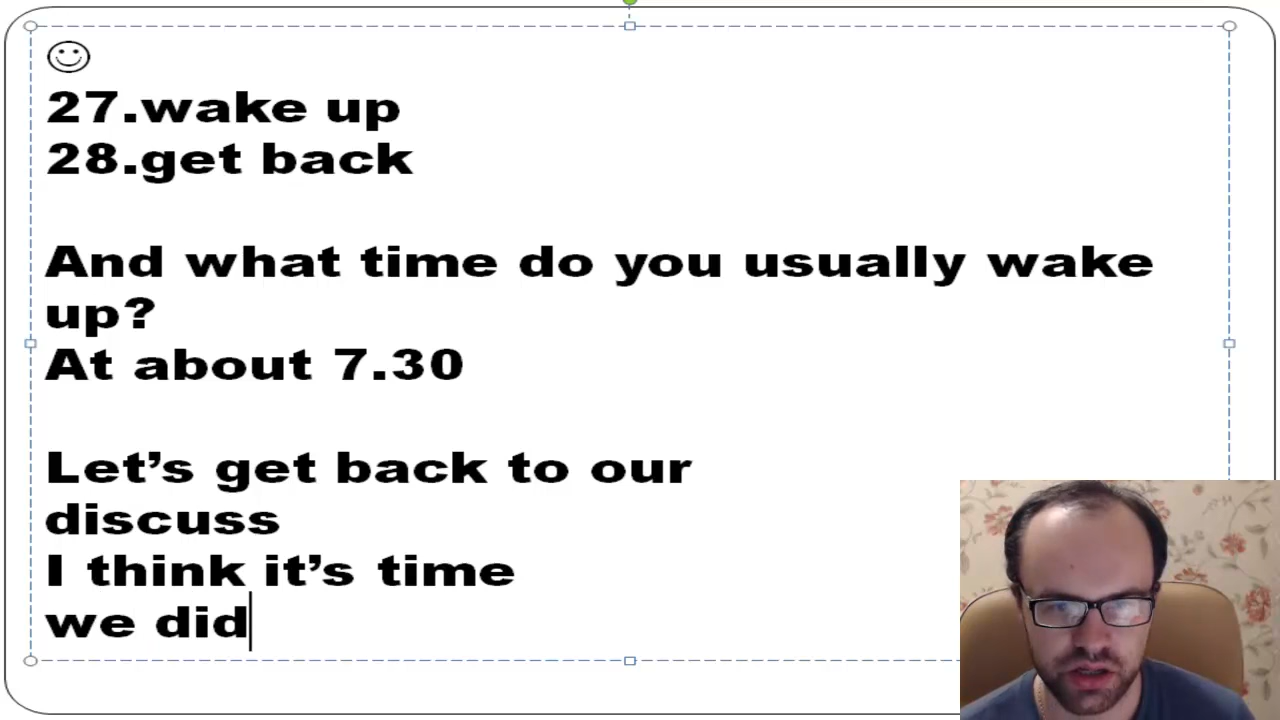 27.wake up
28.get back
And what time do you usually wake
up?
At about 7.30
Let’s get back to our
discuss
I think it’s time
we did